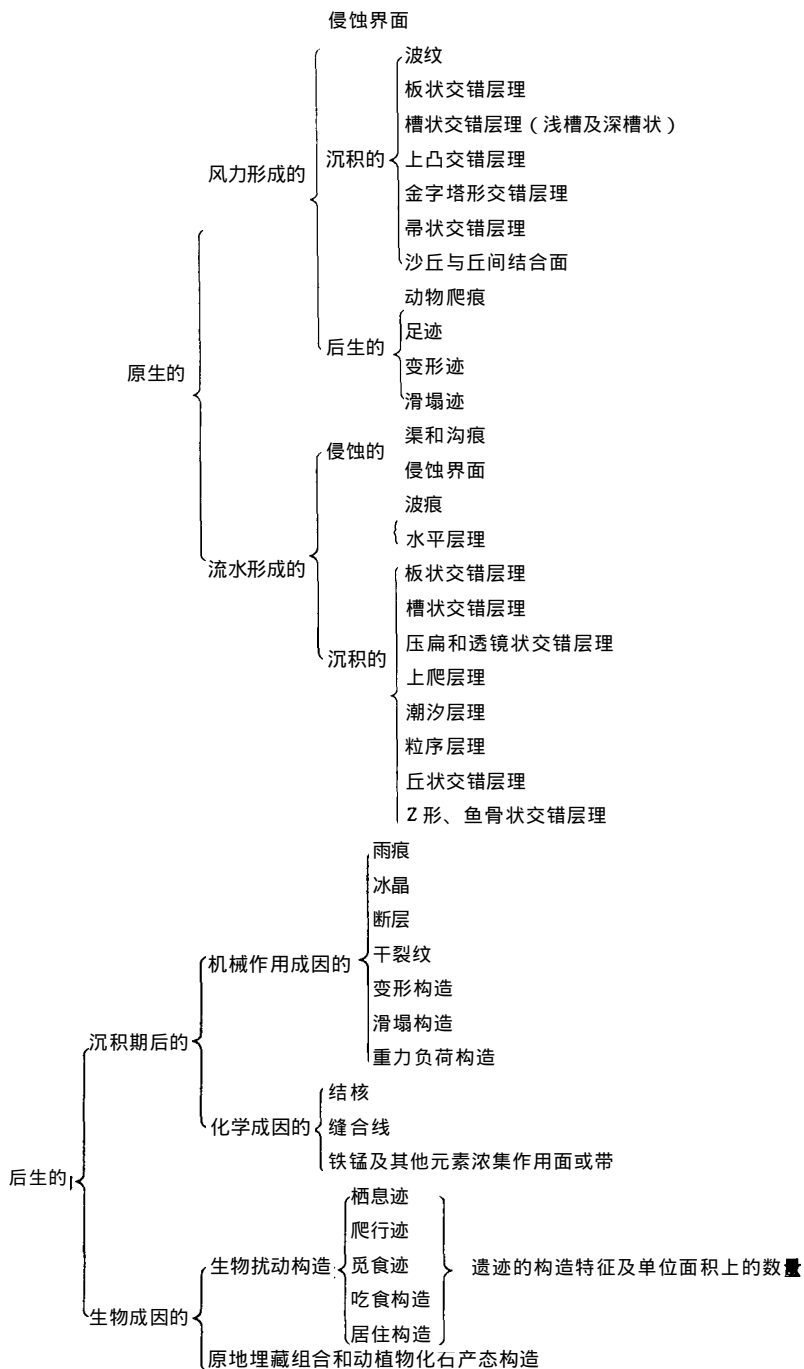 侵蚀界面
波纹
板状交错层理
槽状交错层理（浅槽及深槽状）
沉积的
上凸交错层理
风力形成的
金字塔形交错层理
帚状交错层理
沙丘与丘间结合面
动物爬痕
足迹
后生的
变形迹
原生的
滑塌迹
渠和沟痕
侵蚀的
侵蚀界面
波痕
水平层理
流水形成的
板状交错层理
槽状交错层理
压扁和透镜状交错层理
沉积的
上爬层理
潮汐层理
粒序层理
丘状交错层理
Z形、鱼骨状交错层理
雨痕
冰晶
断层
机械作用成因的
干裂纹
变形构造
滑塌构造
沉积期后的
重力负荷构造
结核
化学成因的
缝合线
铁锰及其他元素浓集作用面或带
后生的
栖息迹
爬行迹
生物扰动构造
觅食迹
遗迹的构造特征及单位面积上的数量
吃食构造
生物成因的
居住构造
原地埋藏组合和动植物化石产态构造